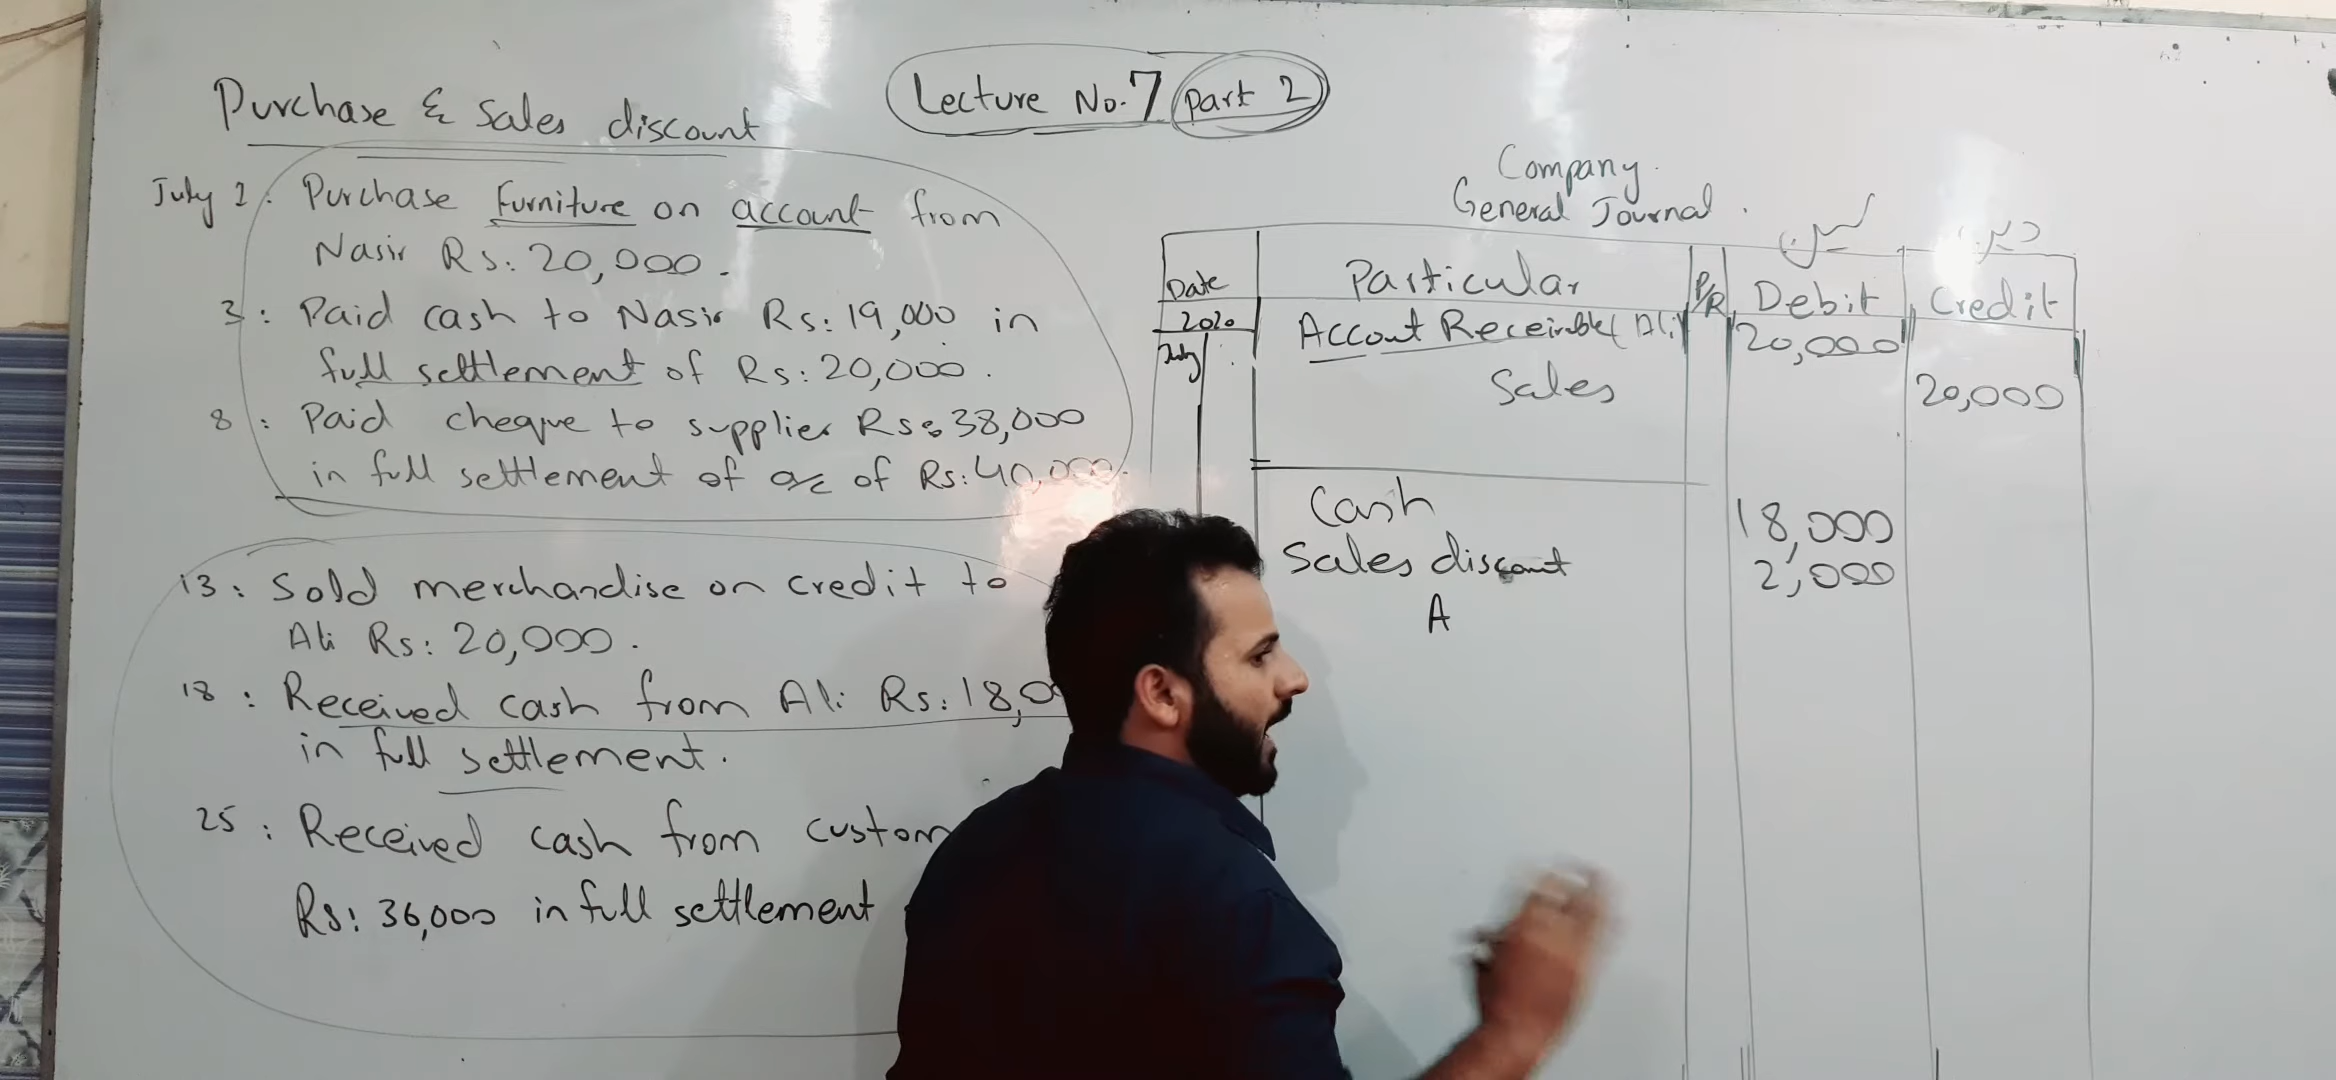 Lecture No.7 Part 2
Purchase & Sales discount
July 1: Purchase Furniture on account from
Nasir Rs: 20,000.
3: Paid cash to Nasir Rs: 19,000 in
full settlement of Rs: 20,000.
8: Paid cheque to supplier Rs: 38,000
in full settlement of a/c of Rs: 40,000.
13: Sold merchandise on credit to
Ali Rs: 20,000.
18: Received cash from Ali Rs: 18,0
in full settlement.
25: Received cash from custom
Rs: 36,000 in full settlement
Company.
General Journal.
Date Particular P/R Debit Credit
2020 Accout Receivable (Ali) 20,000
July
Sales 20,000
Cash 18,000
Sales discount 2,000
A